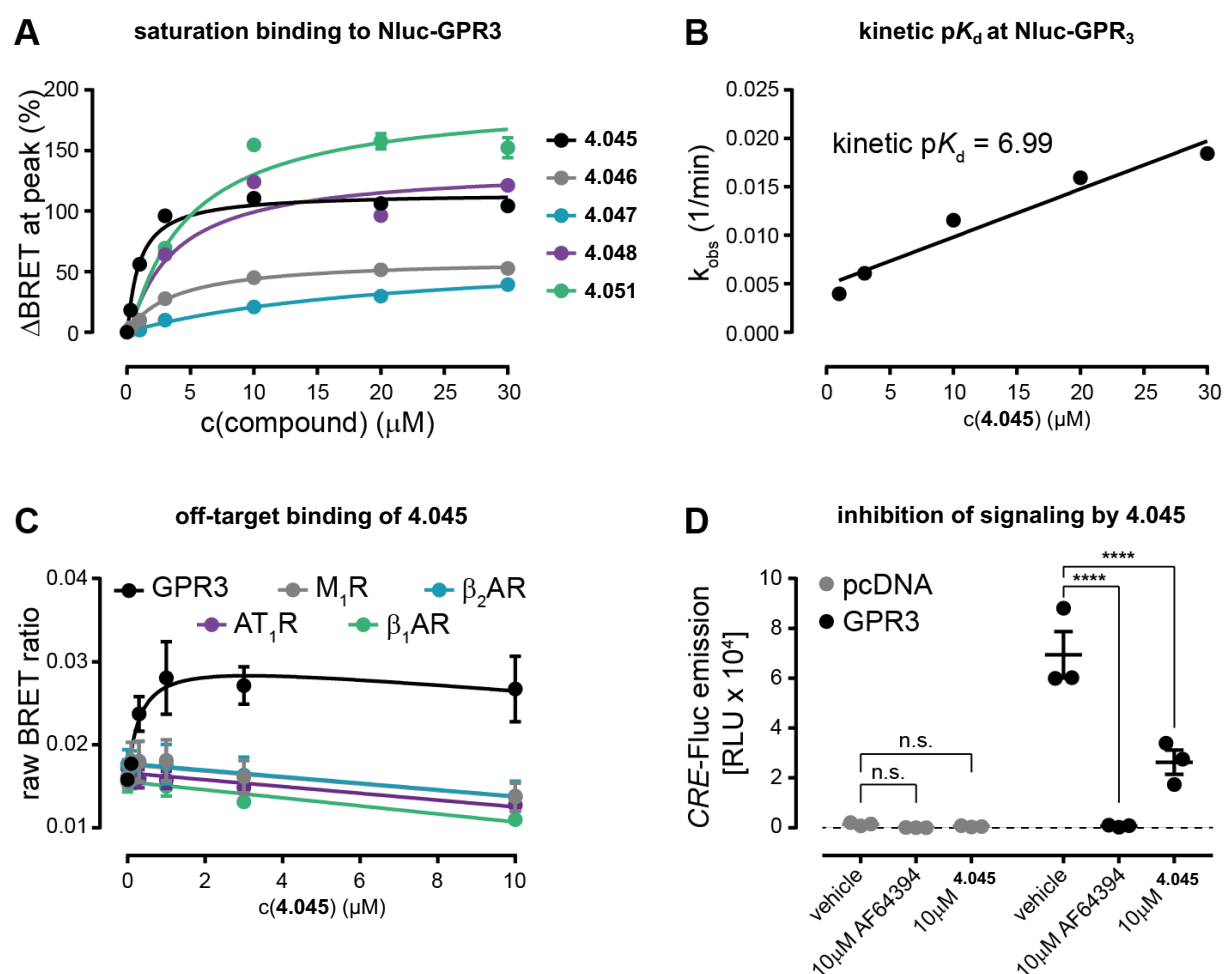 A
saturation binding to Nluc-GPR3
ΔBRET at peak (%)
200
150
100
50
0
0 5 10 15 20 25 30
c(compound) (μM)
4.045
4.046
4.047
4.048
4.051
B
kinetic pKd at Nluc-GPR3
kobs (1/min)
0.025
0.020
0.015
0.010
0.005
0.000
kinetic pKd = 6.99
0 5 10 15 20 25 30
c(4.045) (μM)
C
off-target binding of 4.045
raw BRET ratio
0.04
0.03
0.02
0.01
GPR3 M1R β2AR
AT1R β1AR
0 2 4 6 8 10
c(4.045) (μM)
D
inhibition of signaling by 4.045
CRE-Fluc emission
[RLU x 10⁴]
10
8
6
4
2
0
pcDNA
GPR3
n.s.
n.s.
****
****
vehicle
10μM AF64394
10μM 4.045
vehicle
10μM AF64394
10μM 4.045